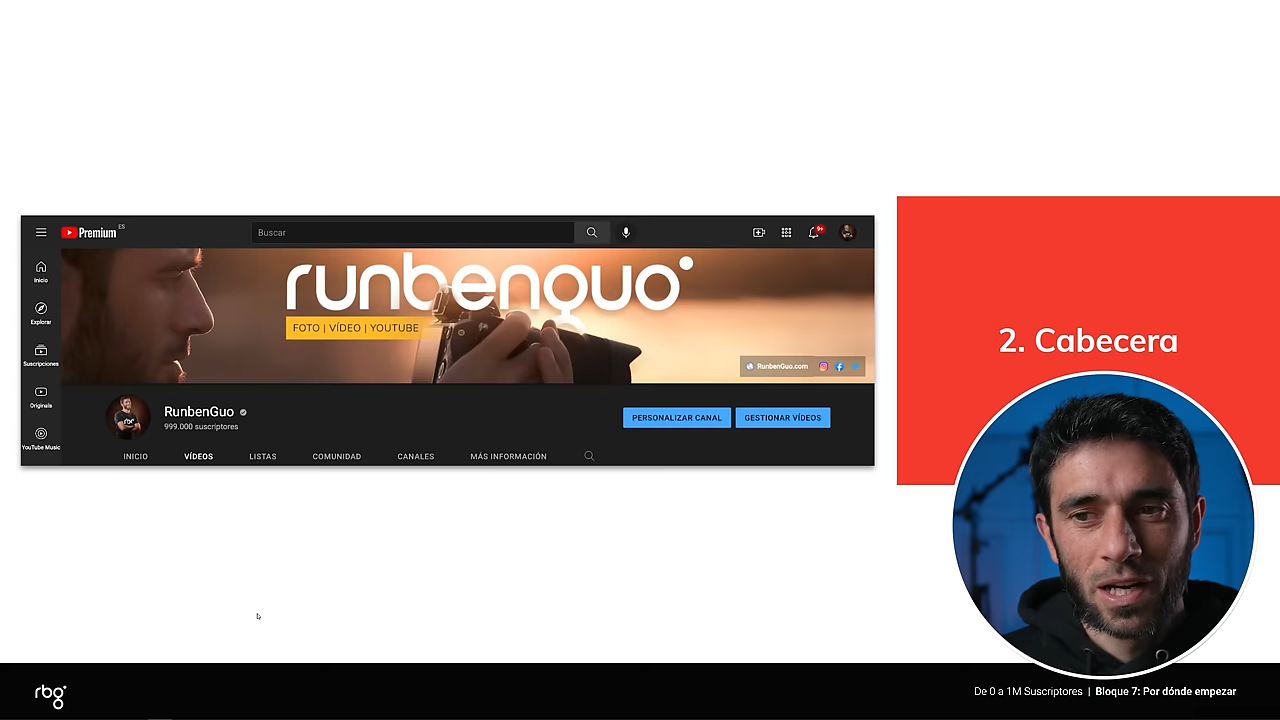 Premium ES
Buscar
9+
Inicio
Explorar
Suscripciones
Originals
YouTube Music
runbenguo
FOTO | VÍDEO | YOUTUBE
RunbenGuo.com
RunbenGuo
999.000 suscriptores
PERSONALIZAR CANAL
GESTIONAR VÍDEOS
INICIO VÍDEOS LISTAS COMUNIDAD CANALES MÁS INFORMACIÓN
2. Cabecera
rbg
De 0 a 1M Suscriptores | Bloque 7: Por dónde empezar